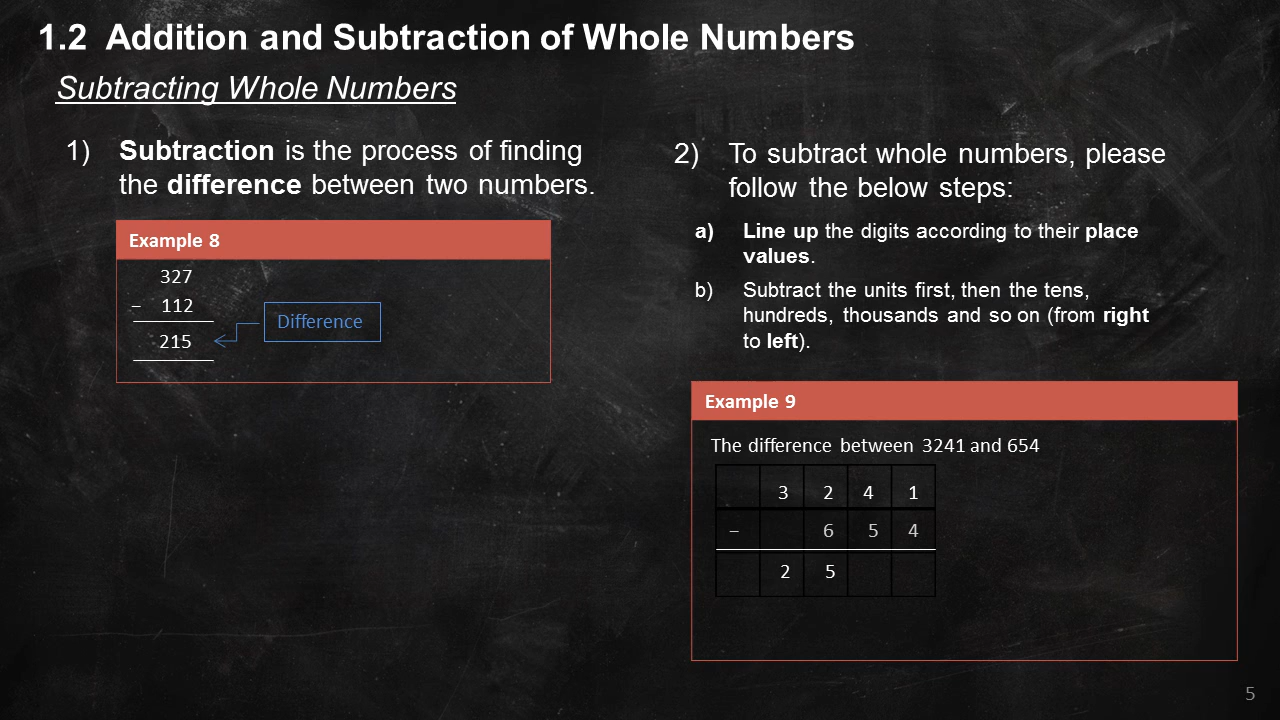 1.2 Addition and Subtraction of Whole Numbers
Subtracting Whole Numbers
1) Subtraction is the process of finding
the difference between two numbers.
Example 8
327
− 112
215
Difference
2) To subtract whole numbers, please
follow the below steps:
a) Line up the digits according to their place
values.
b) Subtract the units first, then the tens,
hundreds, thousands and so on (from right
to left).
Example 9
The difference between 3241 and 654
3 2 4 1
− 6 5 4
2 5
5